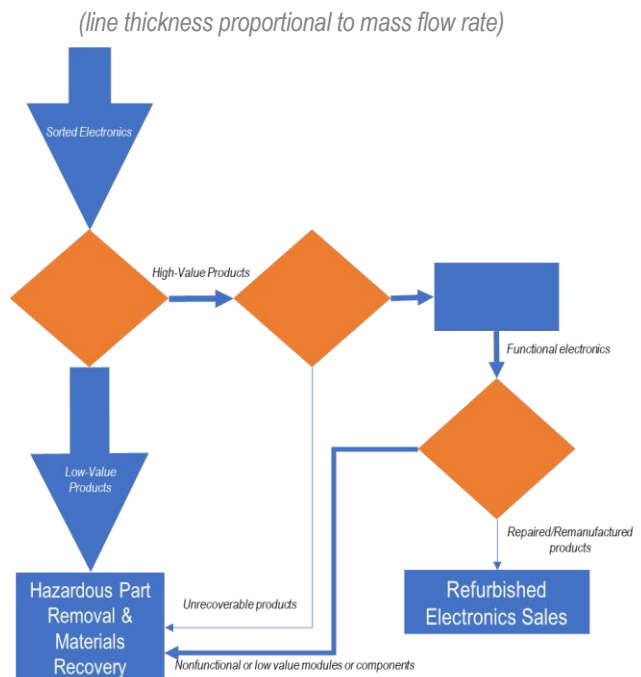 (line thickness proportional to mass flow rate)
Sorted Electronics
High-Value Products
Functional electronics
Low-Value
Products
Repaired/Remanufactured
products
Hazardous Part
Removal &
Materials
Recovery
Unrecoverable products
Refurbished
Electronics Sales
Nonfunctional or low value modules or components